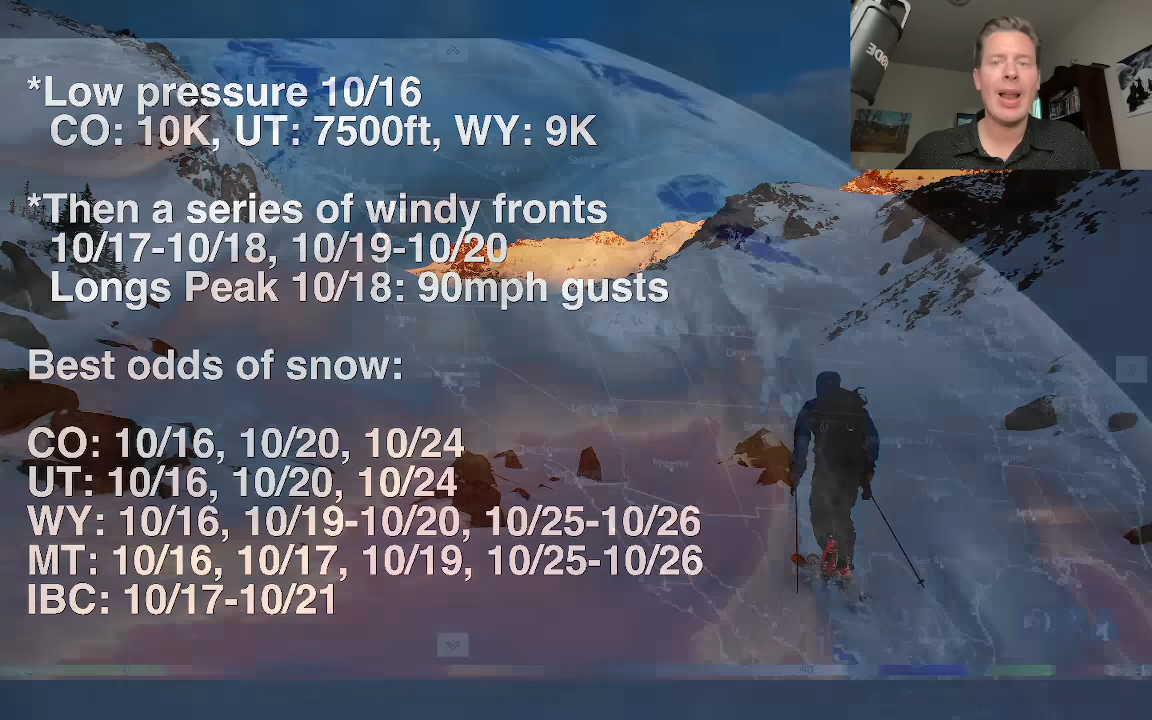 *Low pressure 10/16
CO: 10K, UT: 7500ft, WY: 9K
*Then a series of windy fronts
10/17-10/18, 10/19-10/20
Longs Peak 10/18: 90mph gusts
Best odds of snow:
CO: 10/16, 10/20, 10/24
UT: 10/16, 10/20, 10/24
WY: 10/16, 10/19-10/20, 10/25-10/26
MT: 10/16, 10/17, 10/19, 10/25-10/26
IBC: 10/17-10/21